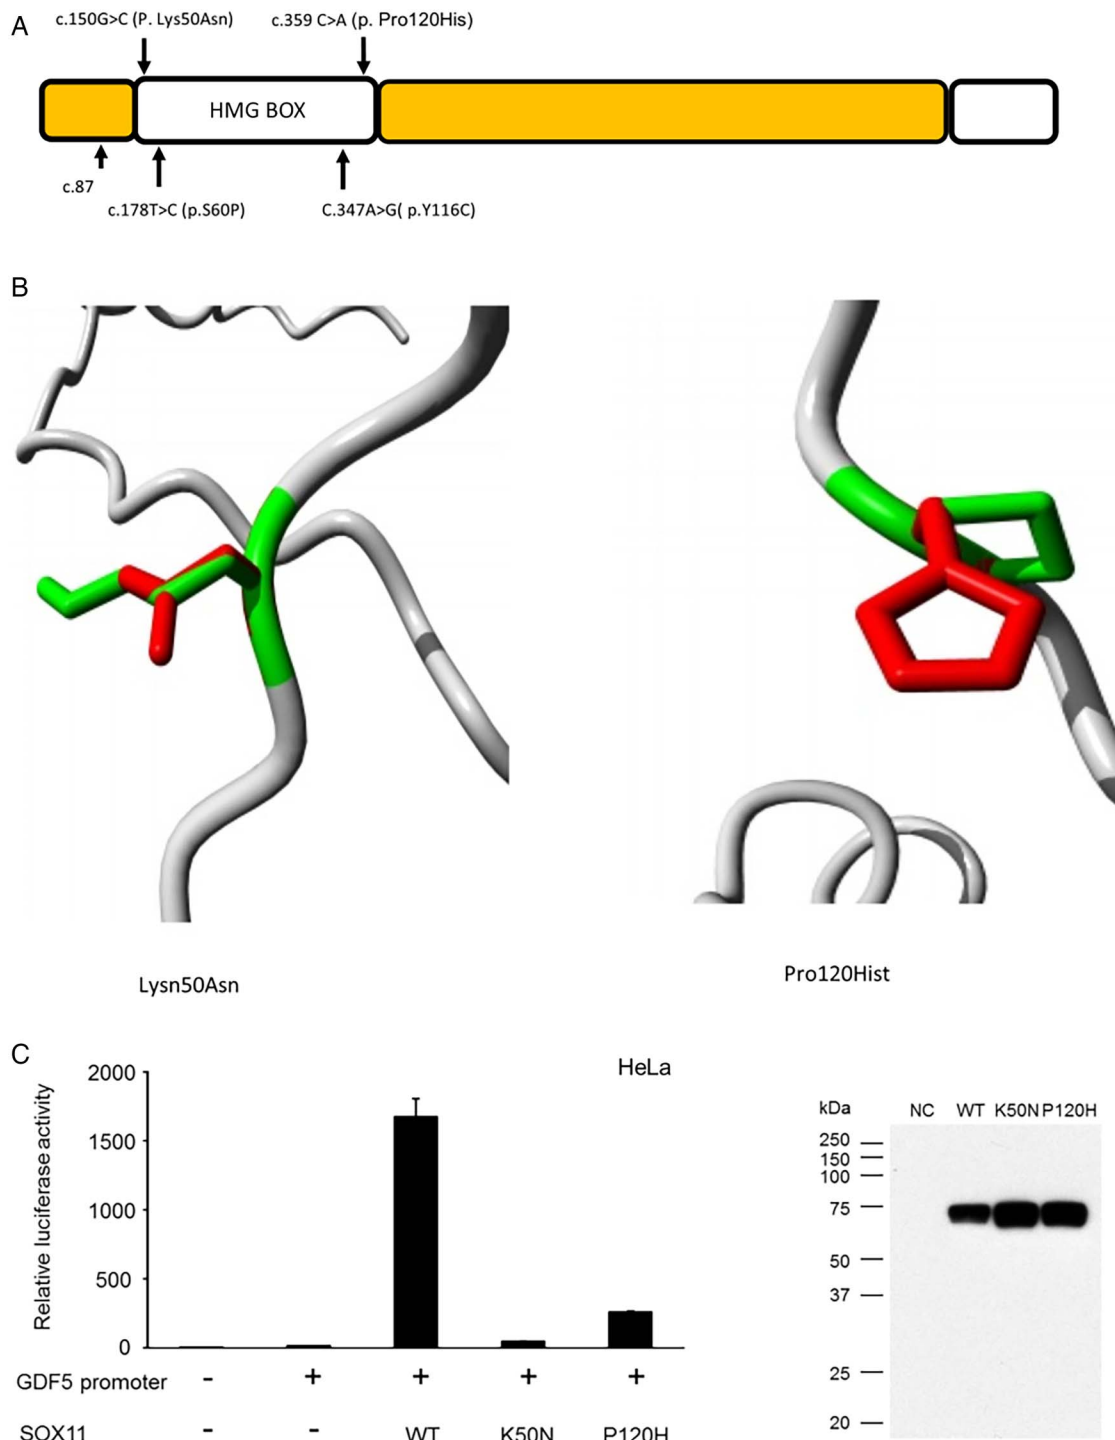 A
c.150G>C (P. Lys50Asn)
c.359 C>A (p. Pro120His)
HMG BOX
c.87
c.178T>C (p.S60P)
C.347A>G( p.Y116C)
B
Lysn50Asn
Pro120Hist
C
HeLa
Relative luciferase activity
2000
1500
1000
500
0
GDF5 promoter - + + + +
SOX11 - - WT K50N P120H
kDa NC WT K50N P120H
250
150
100
75
50
37
25
20